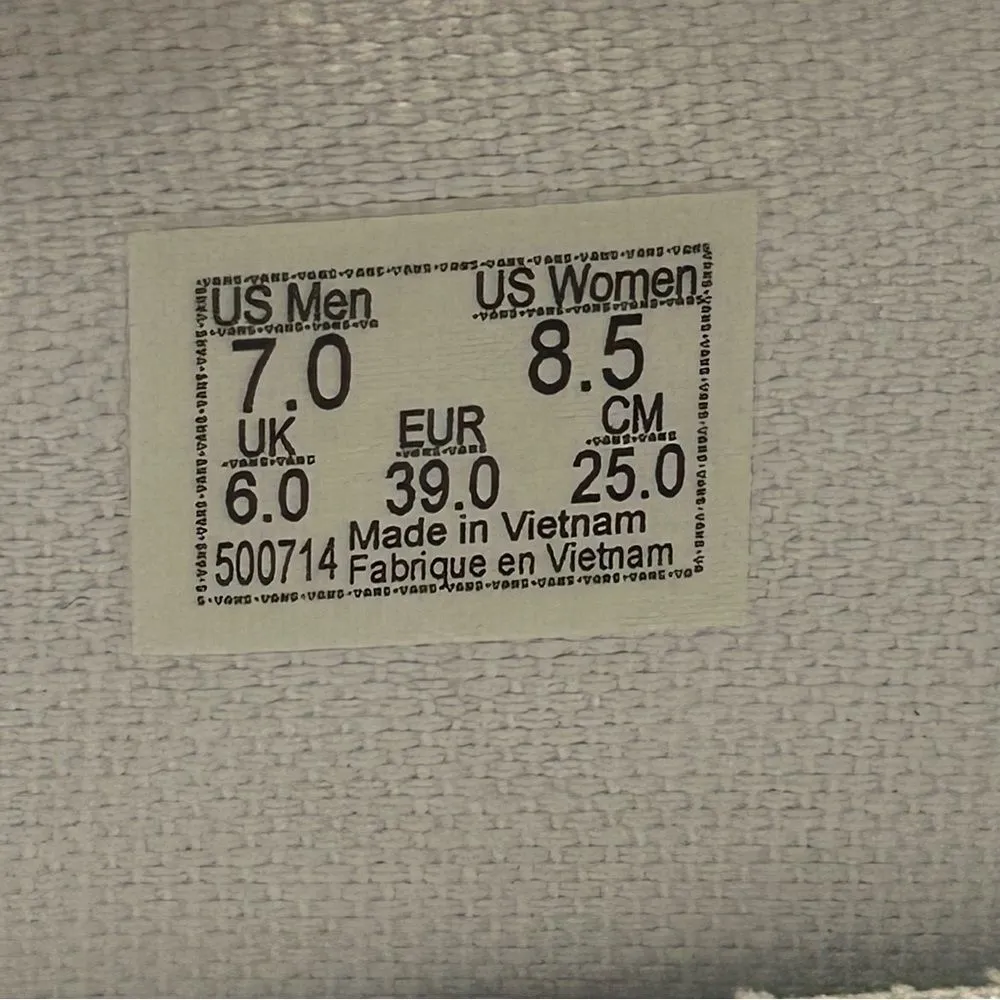 US Men US Women
7.0 8.5
UK EUR CM
6.0 39.0 25.0
Made in Vietnam
500714 Fabrique en Vietnam